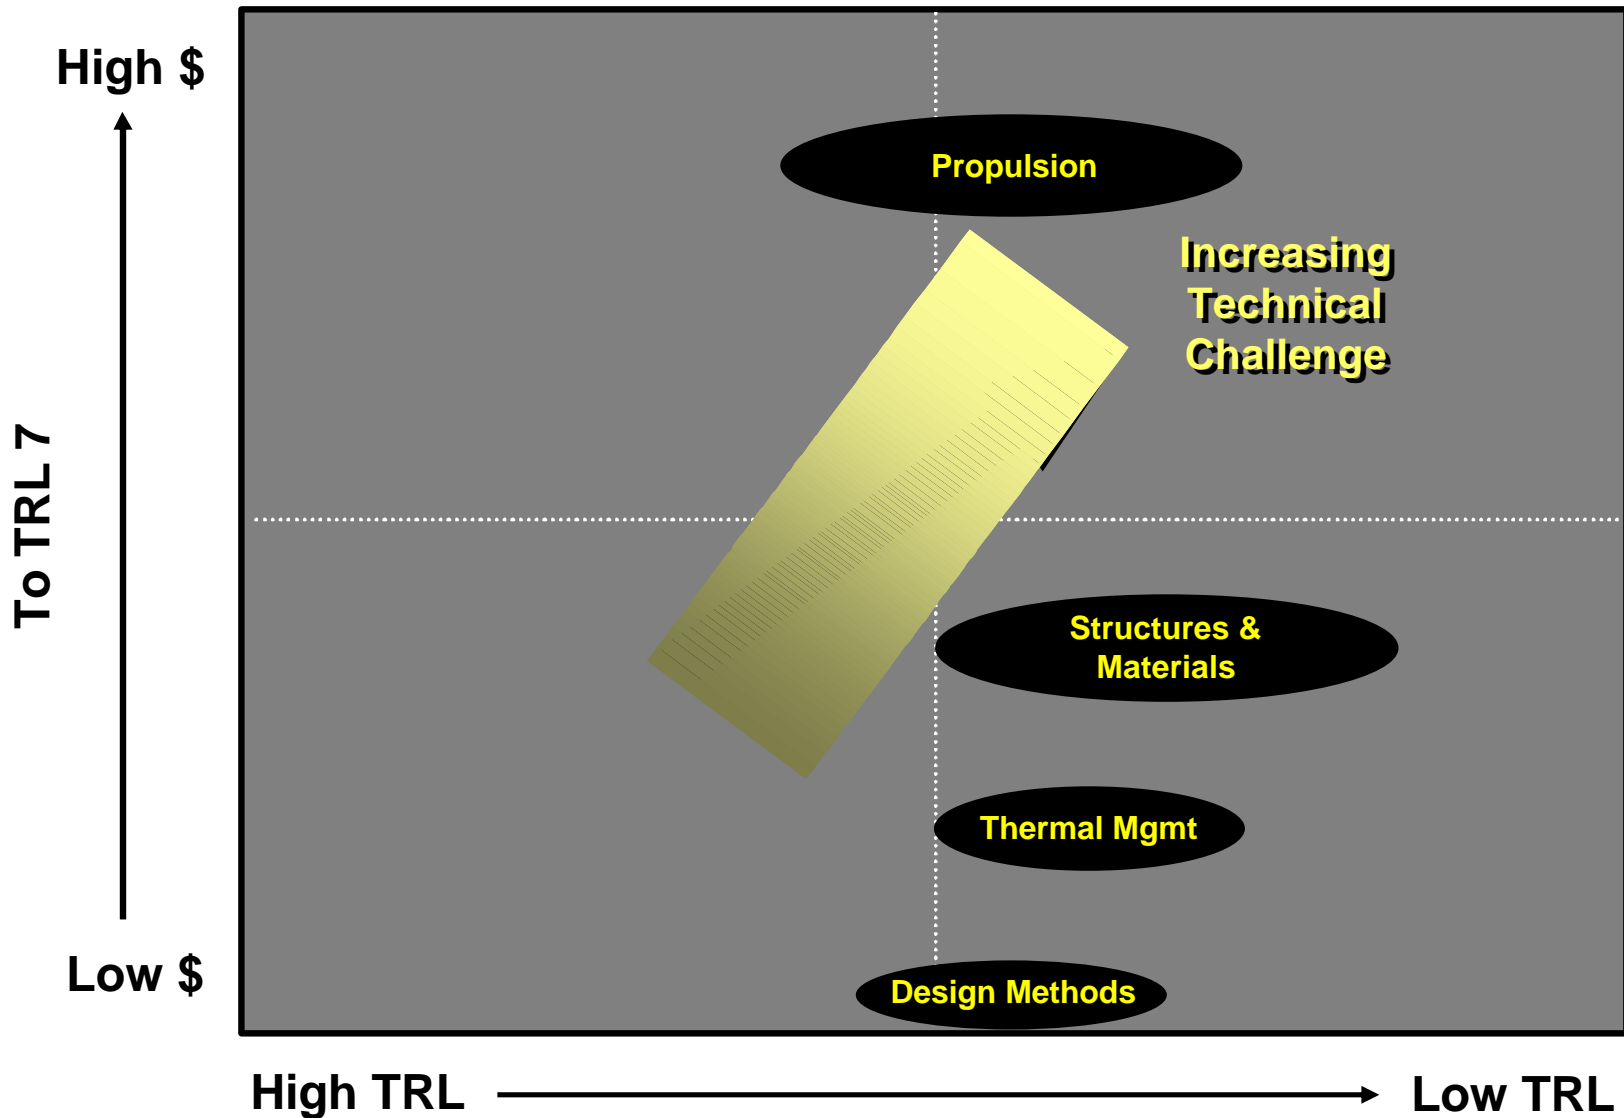 High $
Propulsion
Increasing
Technical
Challenge
To TRL 7
Structures &
Materials
Thermal Mgmt
Low $
Design Methods
High TRL
Low TRL